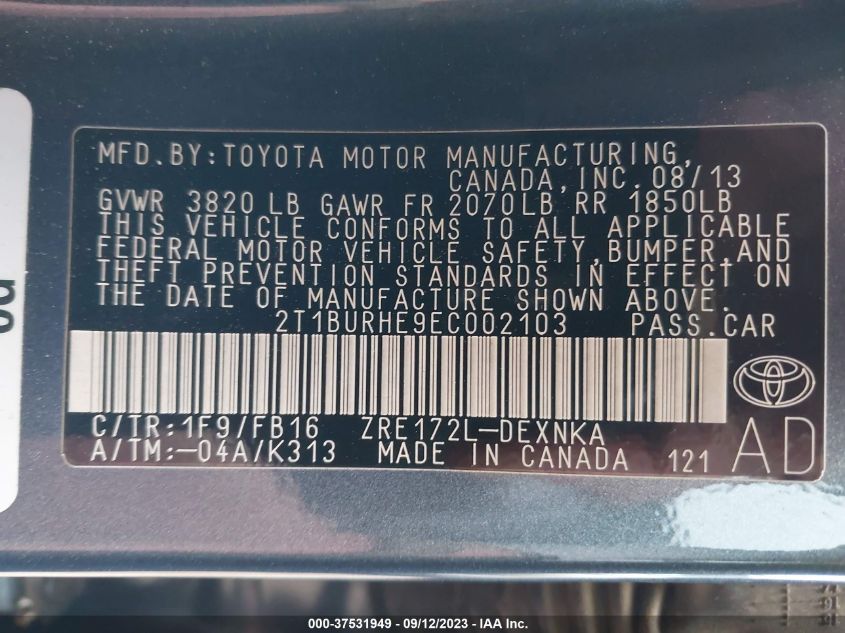 MFD.BY:TOYOTA MOTOR MANUFACTURING,
CANADA,INC.08/13
GVWR 3820 LB GAWR FR 2070LB RR 1850LB
THIS VEHICLE CONFORMS TO ALL APPLICABLE
FEDERAL MOTOR VEHICLE SAFETY,BUMPER,AND
THEFT PREVENTION STANDARDS IN EFFECT ON
THE DATE OF MANUFACTURE SHOWN ABOVE.
2T1BURHE9EC002103 PASS.CAR
C/TR:1F9/FB16 ZRE172L-DEXNKA
A/TM:-04A/K313 MADE IN CANADA 121 AD
000-37531949 - 09/12/2023 - IAA Inc.